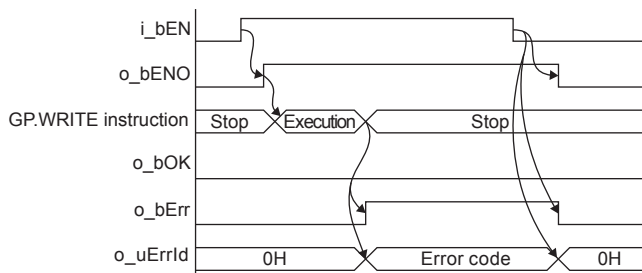 i_bEN
o_bENO
GP.WRITE instruction Stop Execution Stop
o_bOK
o_bErr
o_uErrId 0H Error code 0H